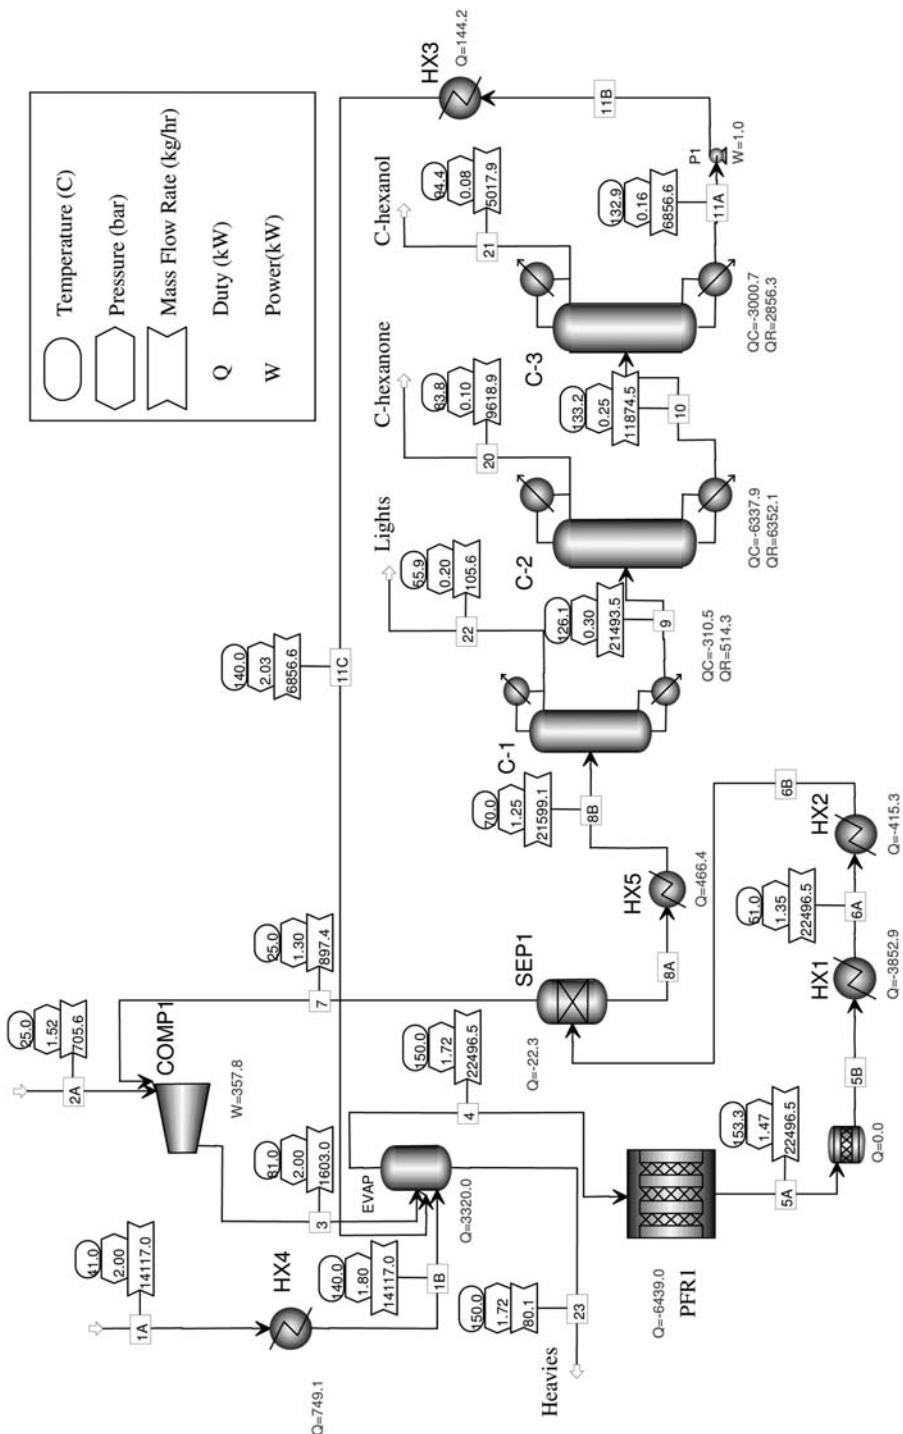 Temperature (C)
Pressure (bar)
Mass Flow Rate (kg/hr)
Q
Duty (kW)
W
Power(kW)
41.0
2.00
14117.0
1A
HX4
Q=749.1
140.0
1.80
14117.0
1B
25.0
1.52
705.6
2A
COMP1
W=357.8
81.0
2.00
1603.0
3
EVAP
Q=3320.0
150.0
1.72
80.1
23
Heavies
150.0
1.72
22496.5
4
Q=-6439.0
PFR1
153.3
1.47
22496.5
5A
Q=0.0
5B
HX1
Q=-3852.9
51.0
1.35
22496.5
6A
HX2
Q=-415.3
6B
25.0
1.30
897.4
7
SEP1
Q=-22.3
8A
HX5
Q=466.4
70.0
1.25
21599.1
8B
C-1
QC=-310.5
QR=514.3
Lights
55.9
0.20
105.6
22
126.1
0.30
21493.5
9
C-2
QC=-6337.9
QR=6352.1
C-hexanone
83.8
0.10
9618.9
20
133.2
0.25
11874.5
10
C-3
QC=-3000.7
QR=2856.3
C-hexanol
94.4
0.08
5017.9
21
132.9
0.16
6856.6
11A
P1
W=1.0
11B
HX3
Q=144.2
140.0
2.03
6856.6
11C